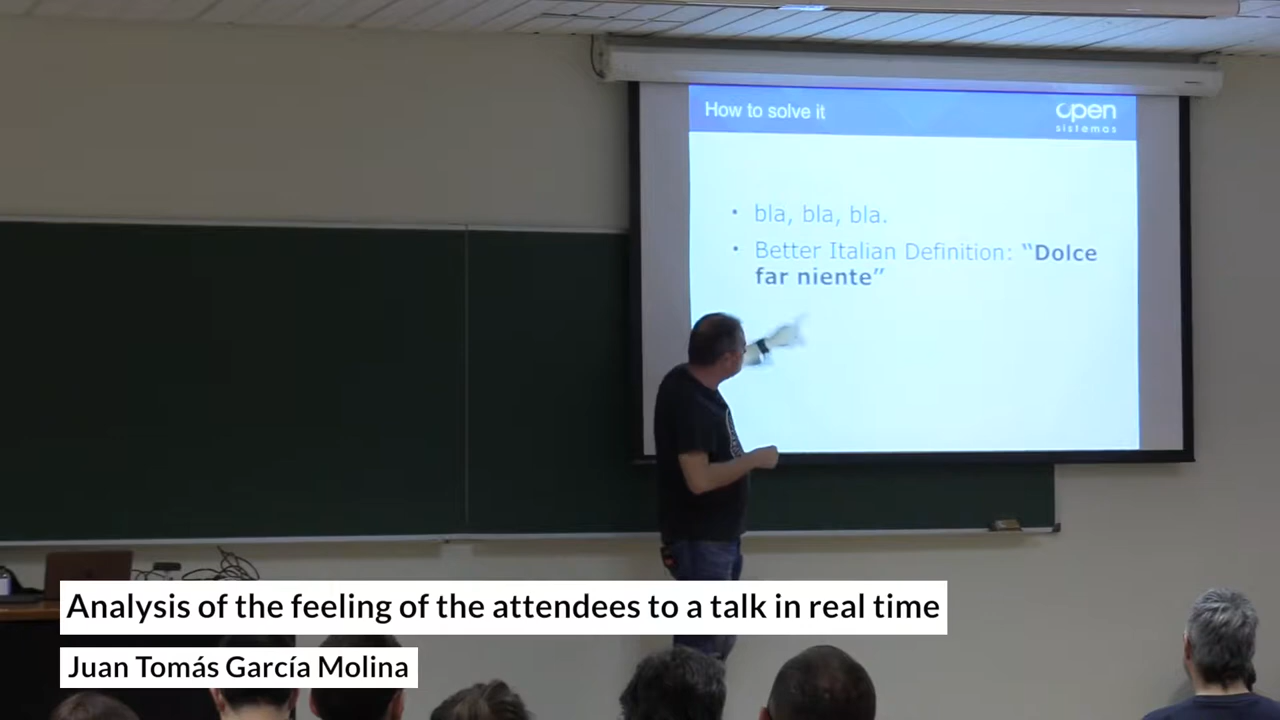 How to solve it
open
sistemas
• bla, bla, bla.
• Better Italian Definition: “Dolce
far niente”
Analysis of the feeling of the attendees to a talk in real time
Juan Tomás García Molina